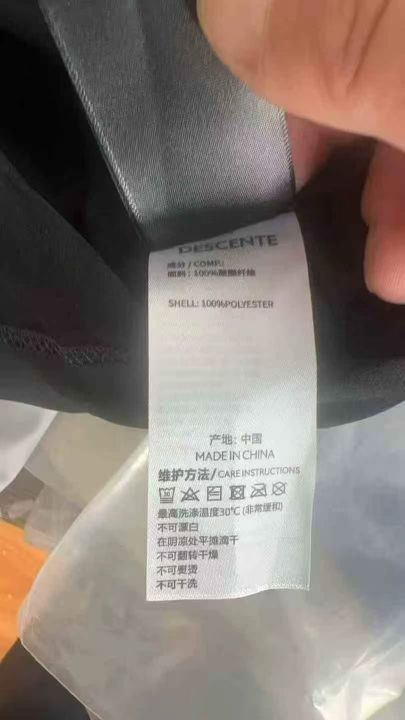 DESCENTE
成分 / COMP.:
面料: 100%聚酯纤维
SHELL: 100%POLYESTER
产地: 中国
MADE IN CHINA
维护方法/CARE INSTRUCTIONS
最高洗涤温度30℃ (非常缓和)
不可漂白
在阴凉处平摊滴干
不可翻转干燥
不可熨烫
不可干洗